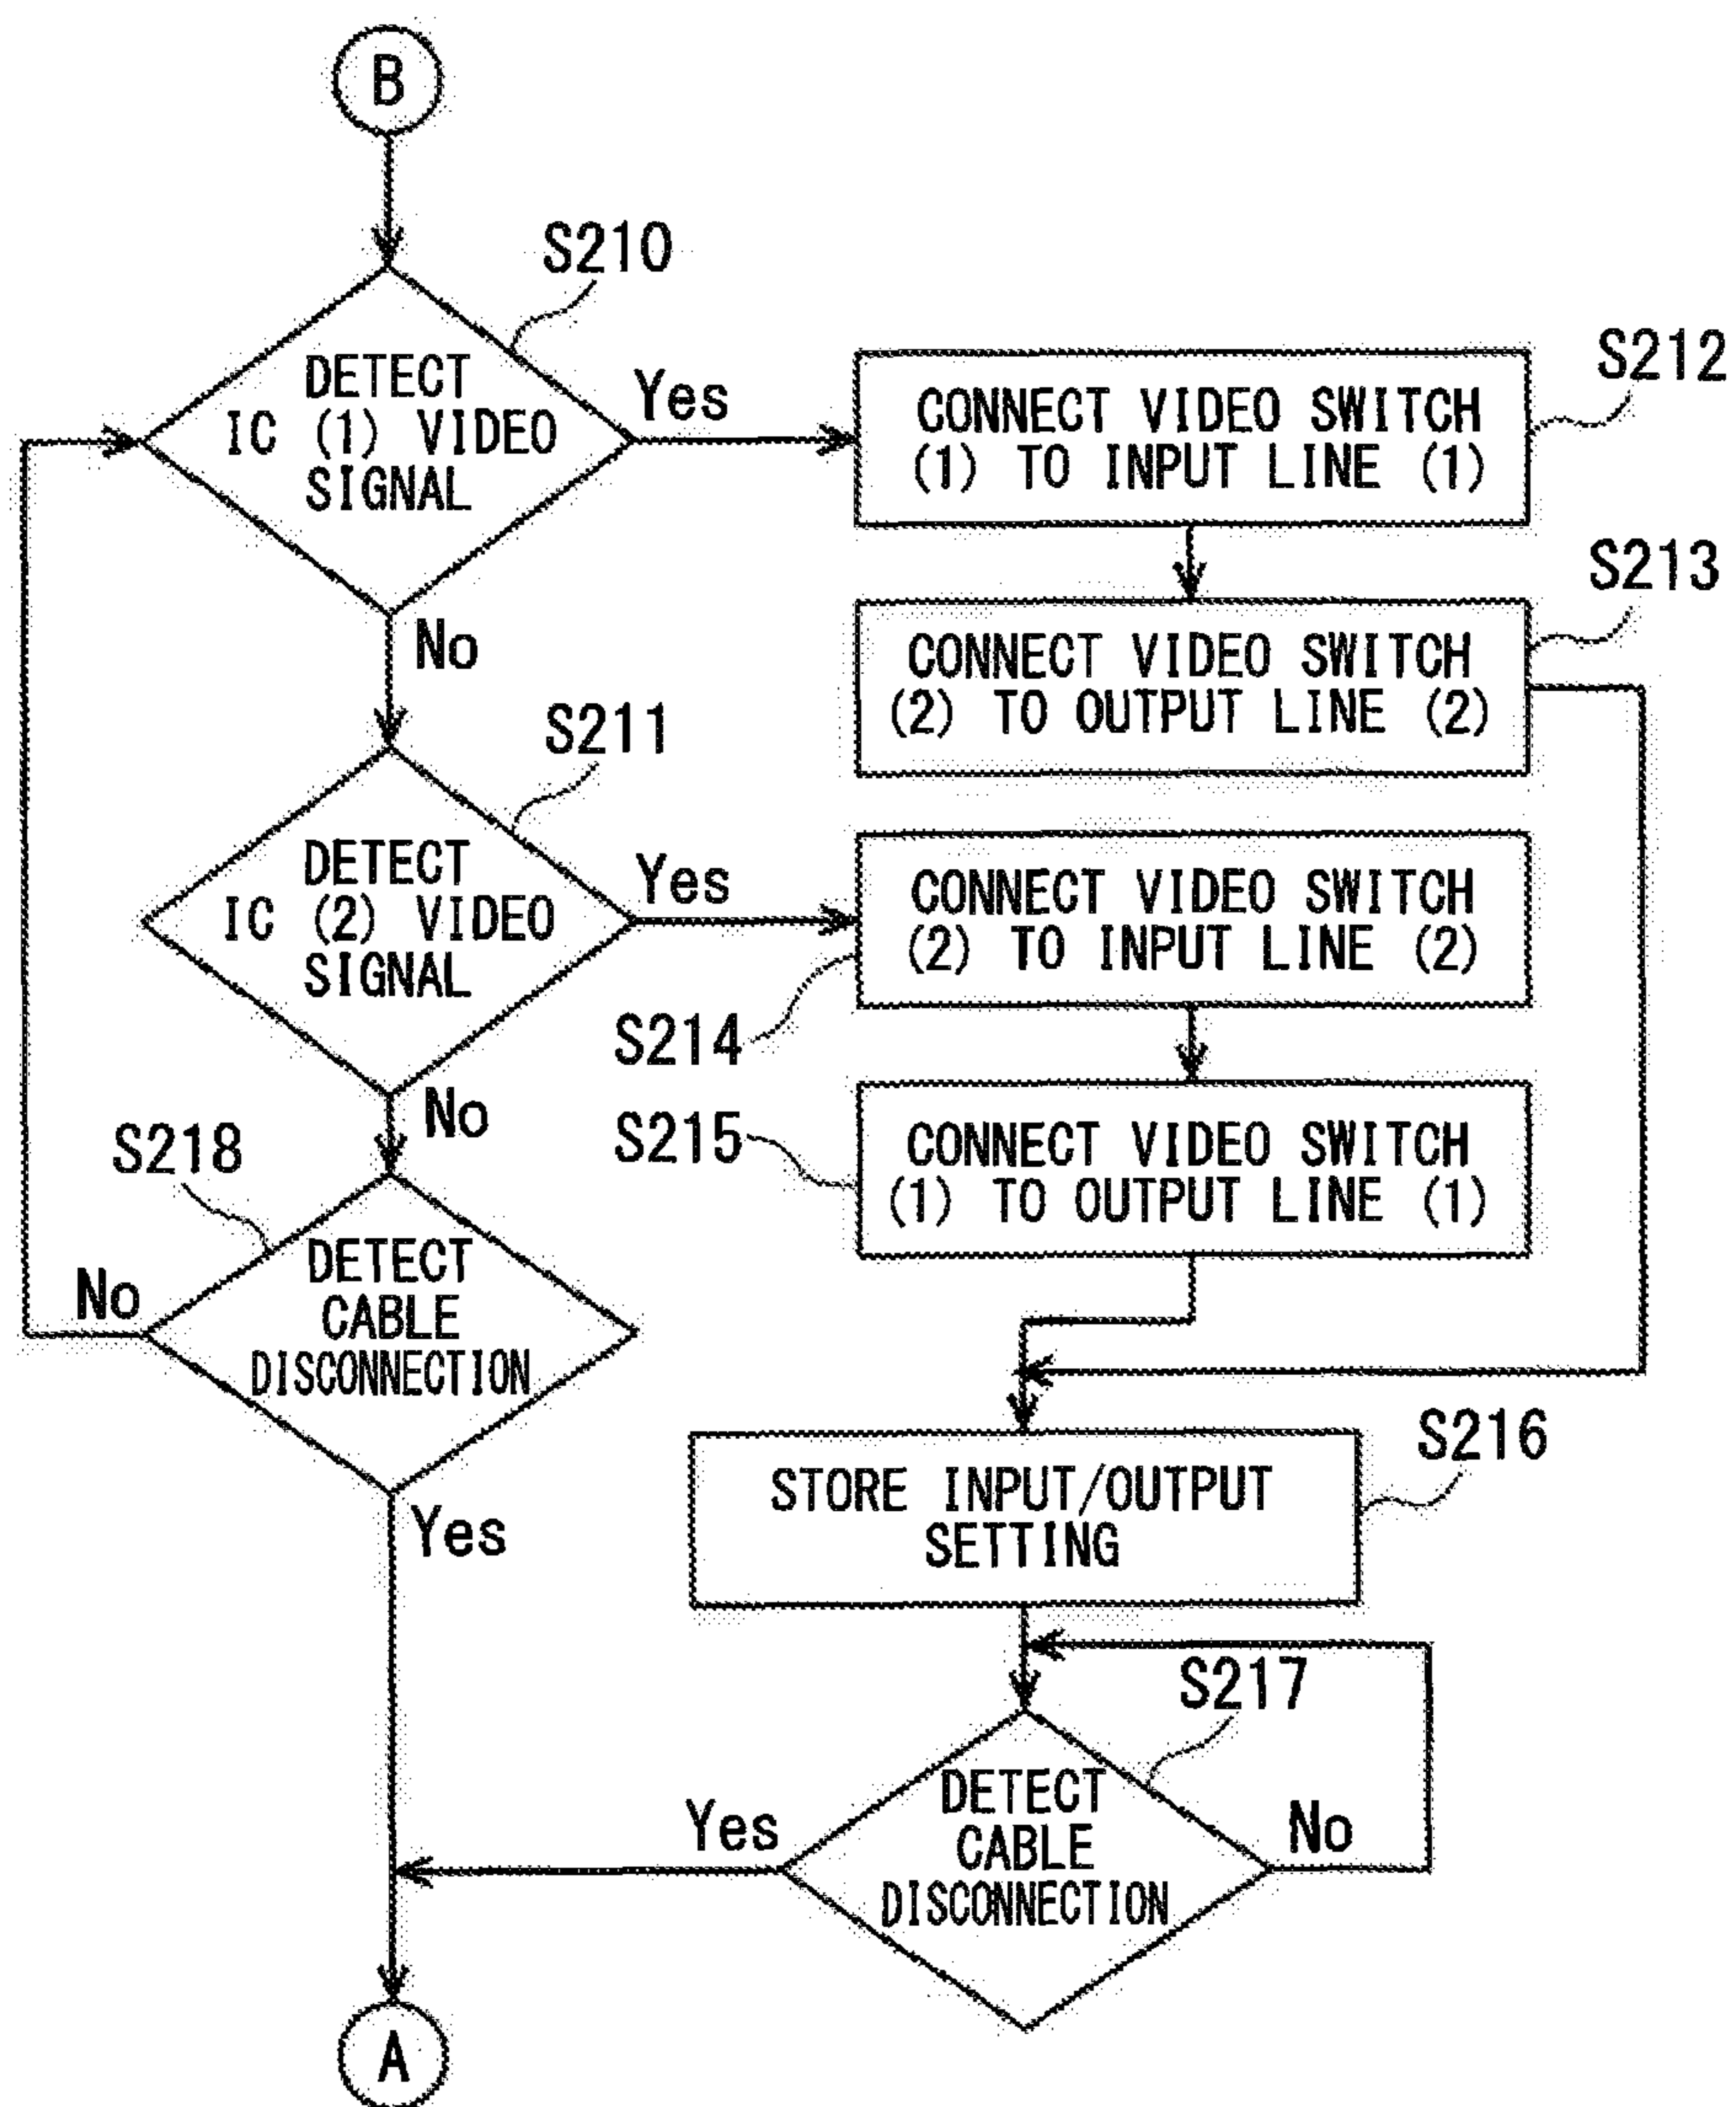 B
S210
DETECT
IC (1) VIDEO
SIGNAL
Yes
No
S212
CONNECT VIDEO SWITCH
(1) TO INPUT LINE (1)
S213
CONNECT VIDEO SWITCH
(2) TO OUTPUT LINE (2)
S211
DETECT
IC (2) VIDEO
SIGNAL
Yes
No
CONNECT VIDEO SWITCH
(2) TO INPUT LINE (2)
S214
S215
CONNECT VIDEO SWITCH
(1) TO OUTPUT LINE (1)
S218
DETECT
CABLE
DISCONNECTION
No
Yes
S216
STORE INPUT/OUTPUT
SETTING
S217
DETECT
CABLE
DISCONNECTION
Yes
No
A